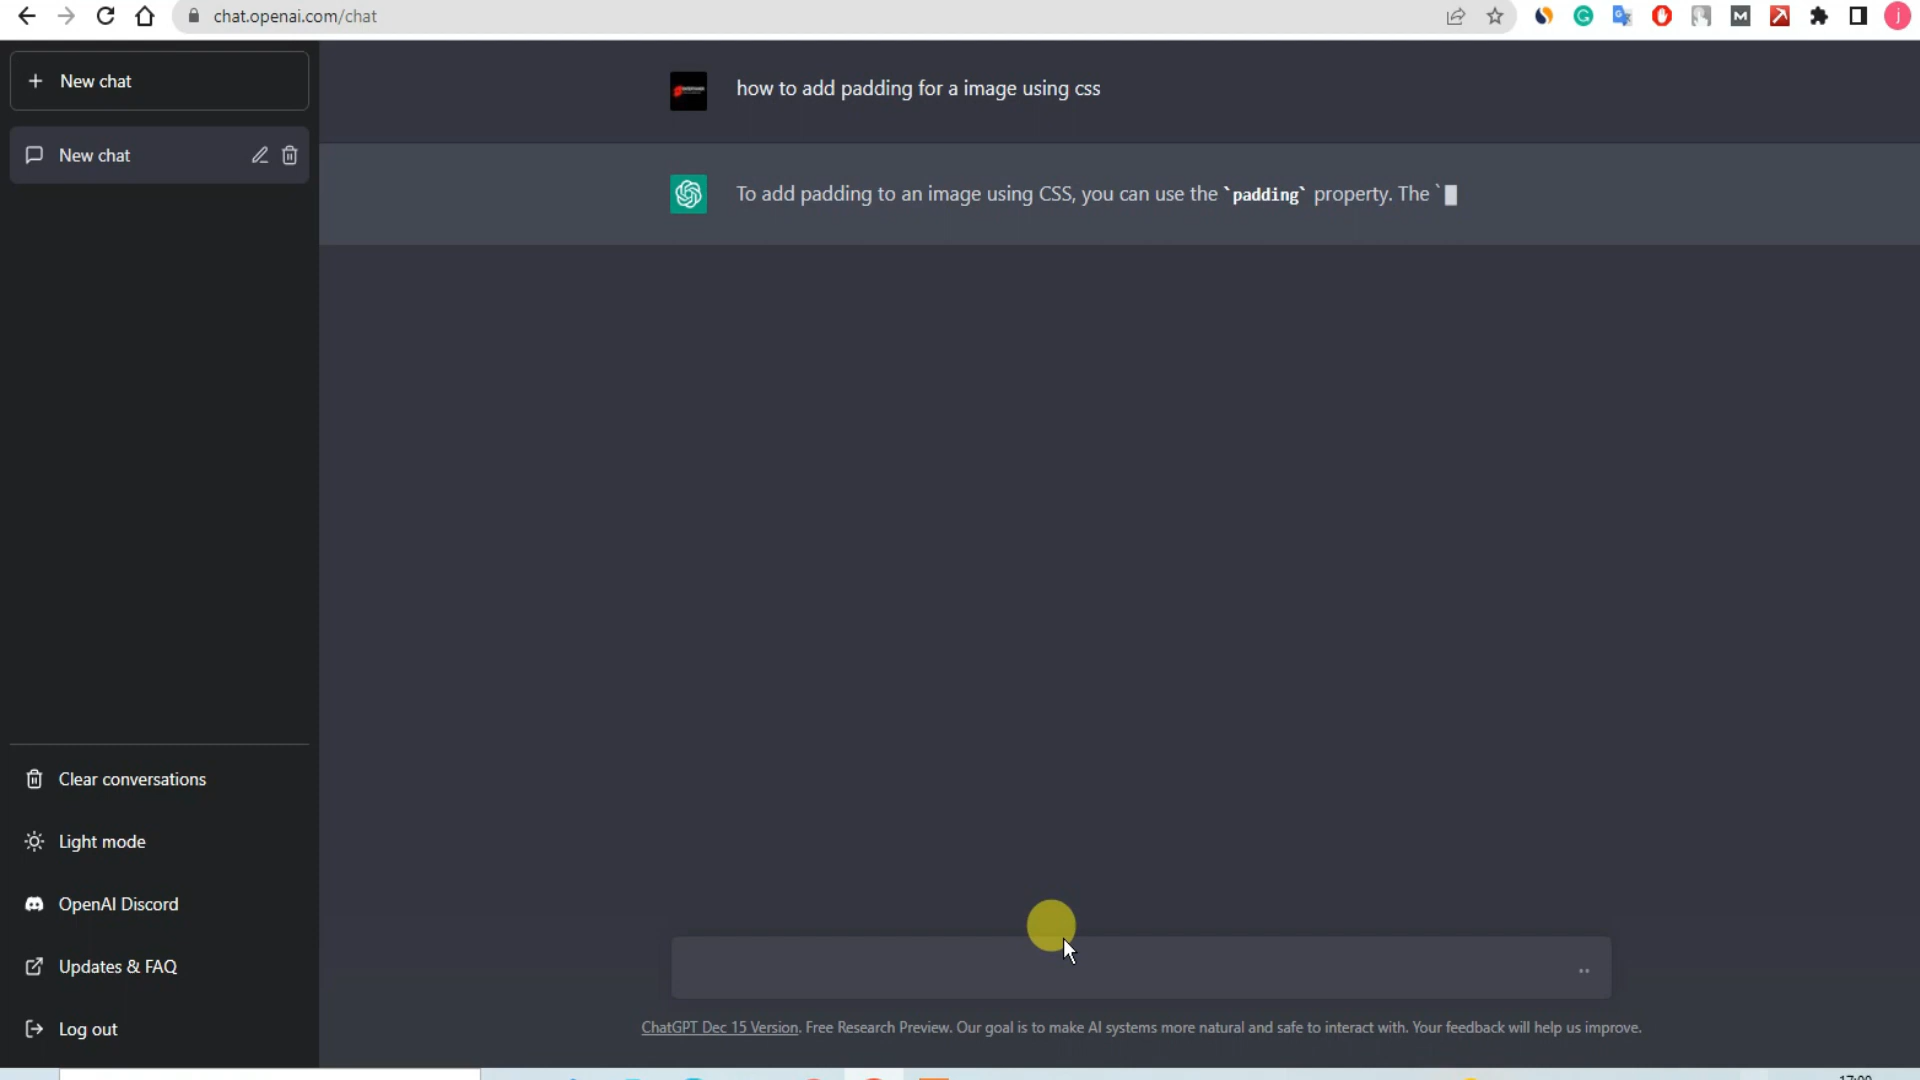 chat.openai.com/chat
New chat
how to add padding for a image using css
New chat
To add padding to an image using CSS, you can use the `padding` property. The `
Clear conversations
Light mode
OpenAI Discord
Updates & FAQ
Log out
ChatGPT Dec 15 Version. Free Research Preview. Our goal is to make AI systems more natural and safe to interact with. Your feedback will help us improve.